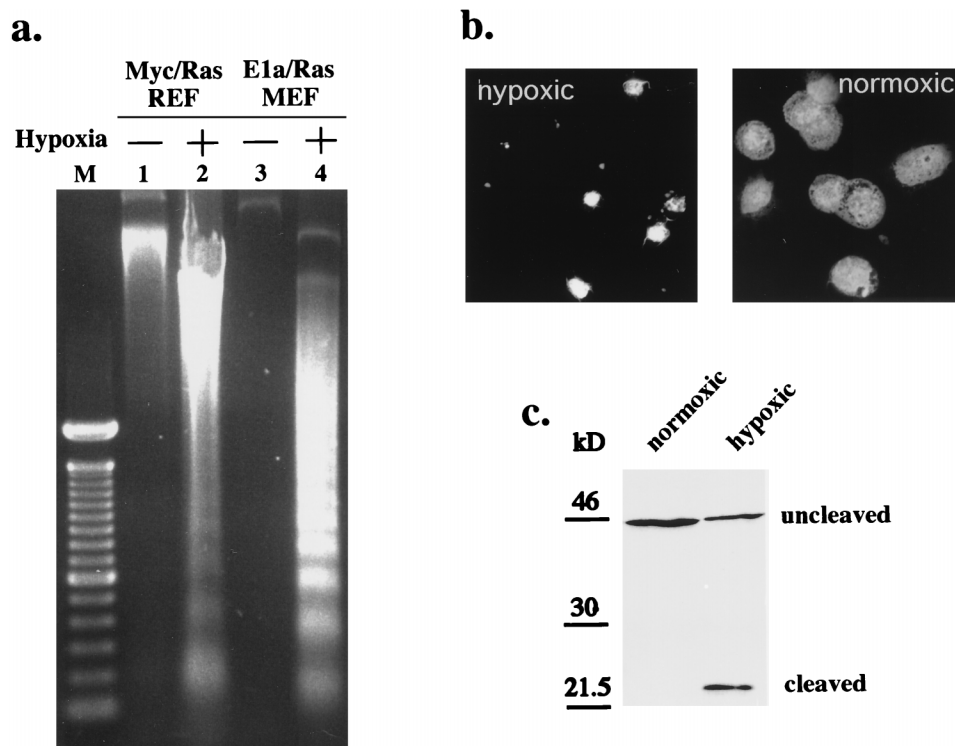 a.
Myc/Ras E1a/Ras
REF MEF
Hypoxia — + — +
M 1 2 3 4
b.
hypoxic
normoxic
c.
kD normoxic hypoxic
46 uncleaved
30
21.5 cleaved